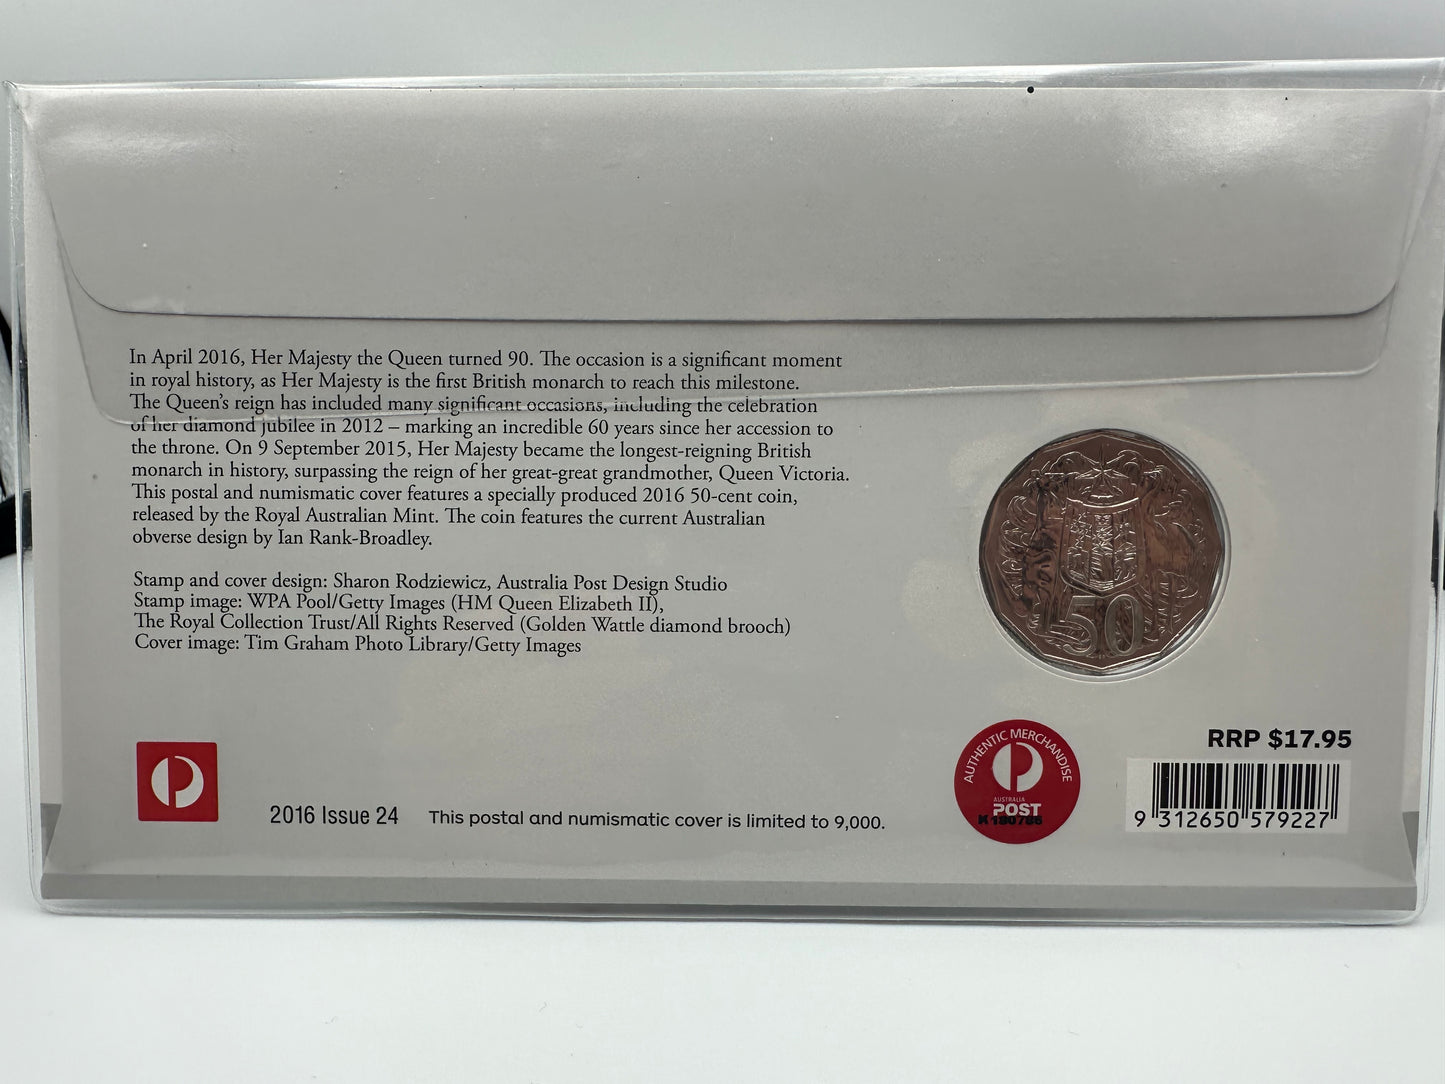 In April 2016, Her Majesty the Queen turned 90. The occasion is a significant moment
in royal history, as Her Majesty is the first British monarch to reach this milestone.
The Queen's reign has included many significant occasions, including the celebration
of her diamond jubilee in 2012 – marking an incredible 60 years since her accession to
the throne. On 9 September 2015, Her Majesty became the longest-reigning British
monarch in history, surpassing the reign of her great-great grandmother, Queen Victoria.
This postal and numismatic cover features a specially produced 2016 50-cent coin,
released by the Royal Australian Mint. The coin features the current Australian
obverse design by Ian Rank-Broadley.
Stamp and cover design: Sharon Rodziewicz, Australia Post Design Studio
Stamp image: WPA Pool/Getty Images (HM Queen Elizabeth II),
The Royal Collection Trust/All Rights Reserved (Golden Wattle diamond brooch)
Cover image: Tim Graham Photo Library/Getty Images
50
2016 Issue 24
This postal and numismatic cover is limited to 9,000.
AUTHENTIC MERCHANDISE
AUSTRALIA
POST
K180786
RRP $17.95
9 312650 579227